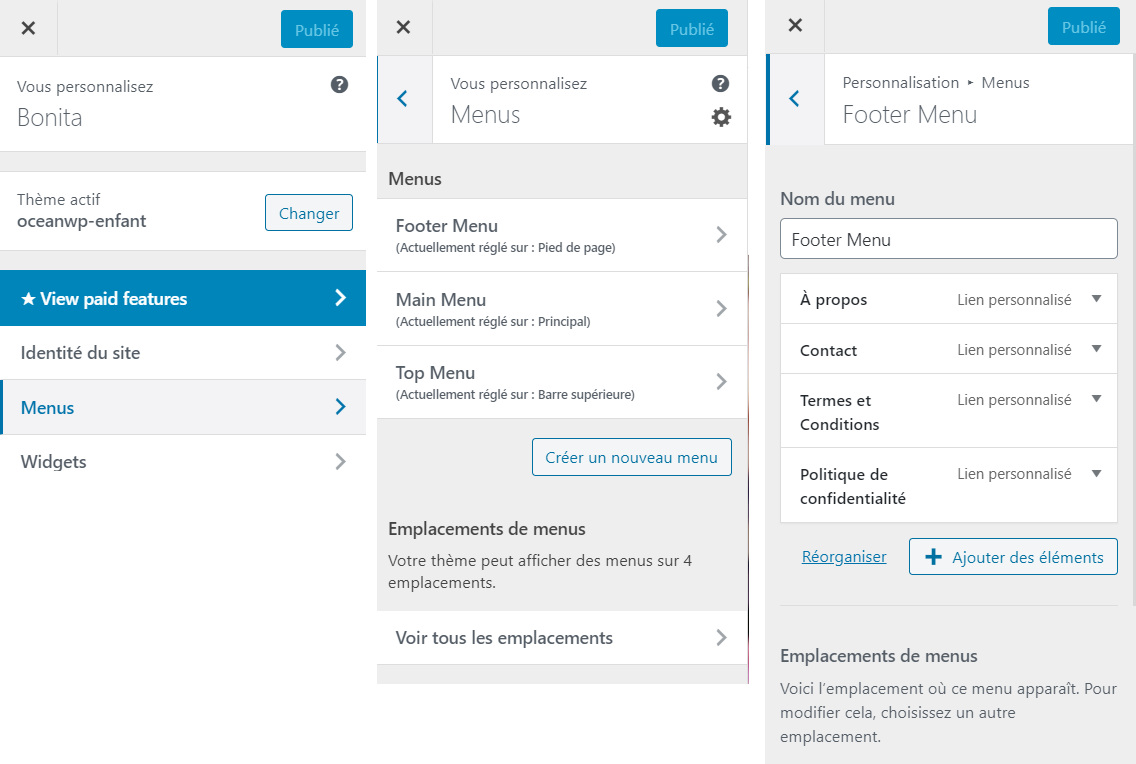 Publié
Vous personnalisez
Bonita
Thème actif
oceanwp-enfant
Changer
★ View paid features
Identité du site
Menus
Widgets
Publié
Vous personnalisez
Menus
Menus
Footer Menu
(Actuellement réglé sur : Pied de page)
Main Menu
(Actuellement réglé sur : Principal)
Top Menu
(Actuellement réglé sur : Barre supérieure)
Créer un nouveau menu
Emplacements de menus
Votre thème peut afficher des menus sur 4
emplacements.
Voir tous les emplacements
Publié
Personnalisation ▸ Menus
Footer Menu
Nom du menu
Footer Menu
À propos Lien personnalisé
Contact Lien personnalisé
Termes et Lien personnalisé
Conditions
Politique de Lien personnalisé
confidentialité
Réorganiser
Ajouter des éléments
Emplacements de menus
Voici l’emplacement où ce menu apparaît. Pour
modifier cela, choisissez un autre
emplacement.